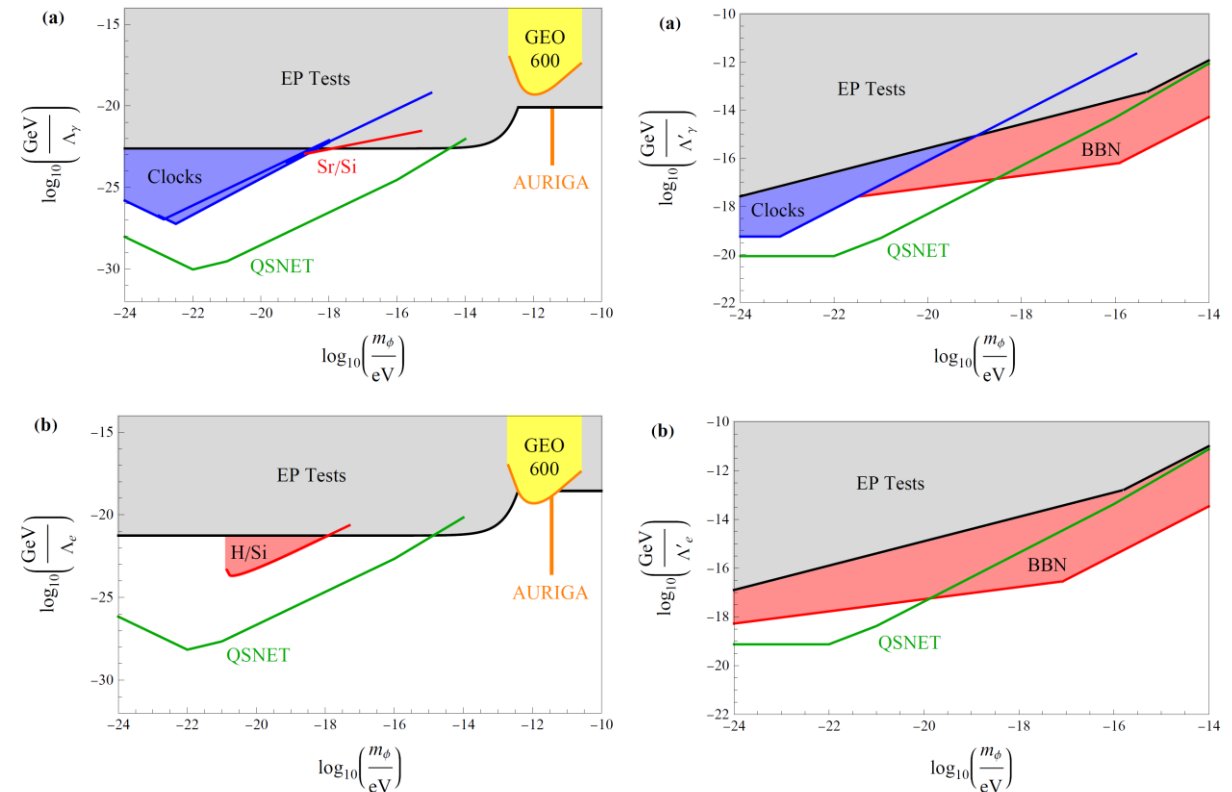 (a)
-15
-20
-25
-30
log10(GeV/Λγ)
EP Tests
GEO
600
Clocks
Sr/Si
AURIGA
QSNET
-24 -22 -20 -18 -16 -14 -12 -10
log10(mϕ/eV)
(a)
-10
-12
-14
-16
-18
-20
-22
log10(GeV/Λ′γ)
EP Tests
BBN
Clocks
QSNET
-24 -22 -20 -18 -16 -14
log10(mϕ/eV)
(b)
-15
-20
-25
-30
log10(GeV/Λe)
EP Tests
GEO
600
H/Si
AURIGA
QSNET
-24 -22 -20 -18 -16 -14 -12 -10
log10(mϕ/eV)
(b)
-10
-12
-14
-16
-18
-20
-22
log10(GeV/Λ′e)
EP Tests
BBN
QSNET
-24 -22 -20 -18 -16 -14
log10(mϕ/eV)